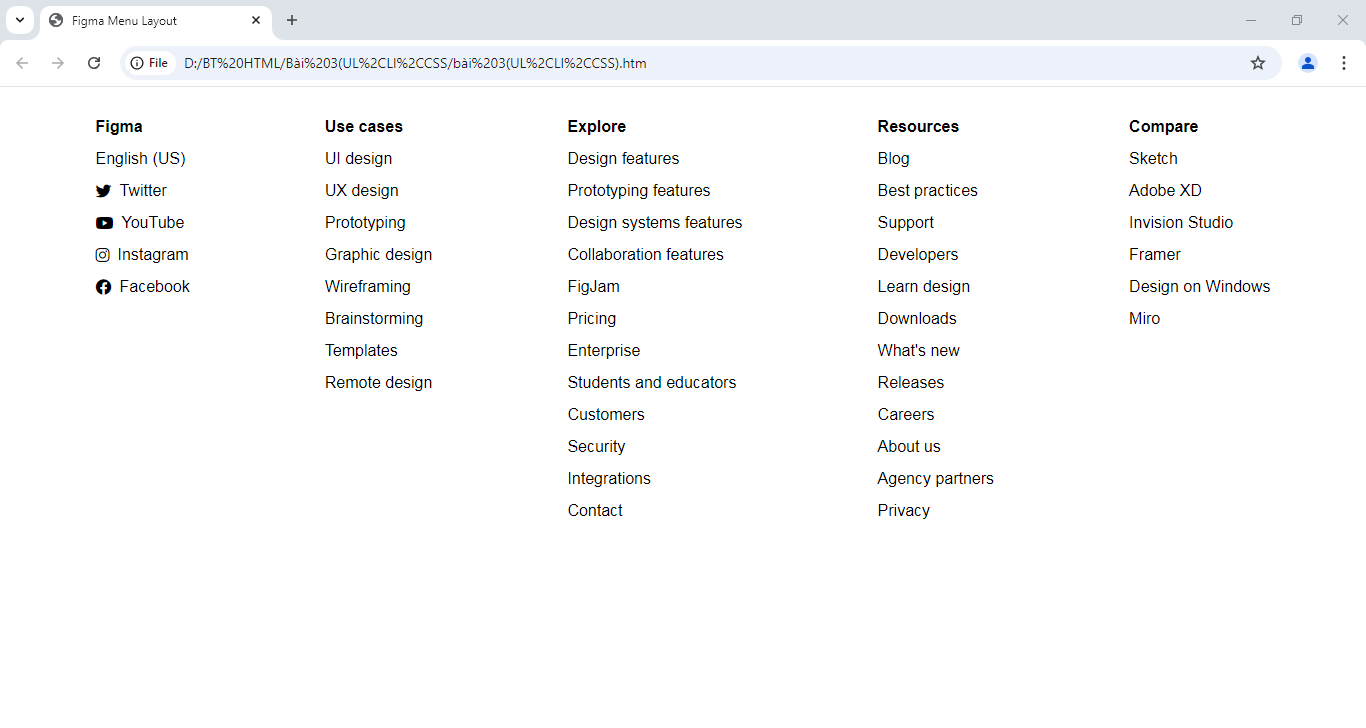 Figma Menu Layout
File
D:/BT%20HTML/Bài%203(UL%2CLI%2CCSS/bài%203(UL%2CLI%2CCSS).htm
Figma
English (US)
Twitter
YouTube
Instagram
Facebook
Use cases
UI design
UX design
Prototyping
Graphic design
Wireframing
Brainstorming
Templates
Remote design
Explore
Design features
Prototyping features
Design systems features
Collaboration features
FigJam
Pricing
Enterprise
Students and educators
Customers
Security
Integrations
Contact
Resources
Blog
Best practices
Support
Developers
Learn design
Downloads
What's new
Releases
Careers
About us
Agency partners
Privacy
Compare
Sketch
Adobe XD
Invision Studio
Framer
Design on Windows
Miro